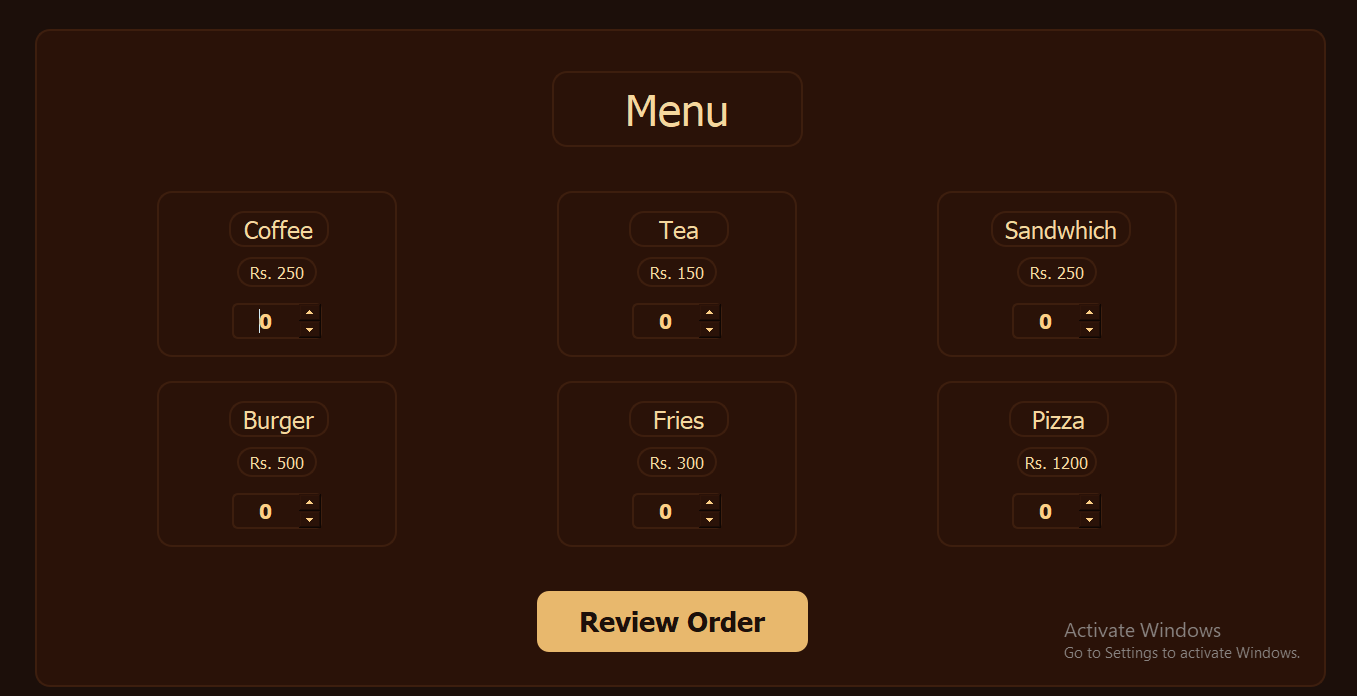 Menu
Coffee Tea Sandwhich
Rs. 250 Rs. 150 Rs. 250
0 0 0
Burger Fries Pizza
Rs. 500 Rs. 300 Rs. 1200
0 0 0
Review Order
Activate Windows
Go to Settings to activate Windows.